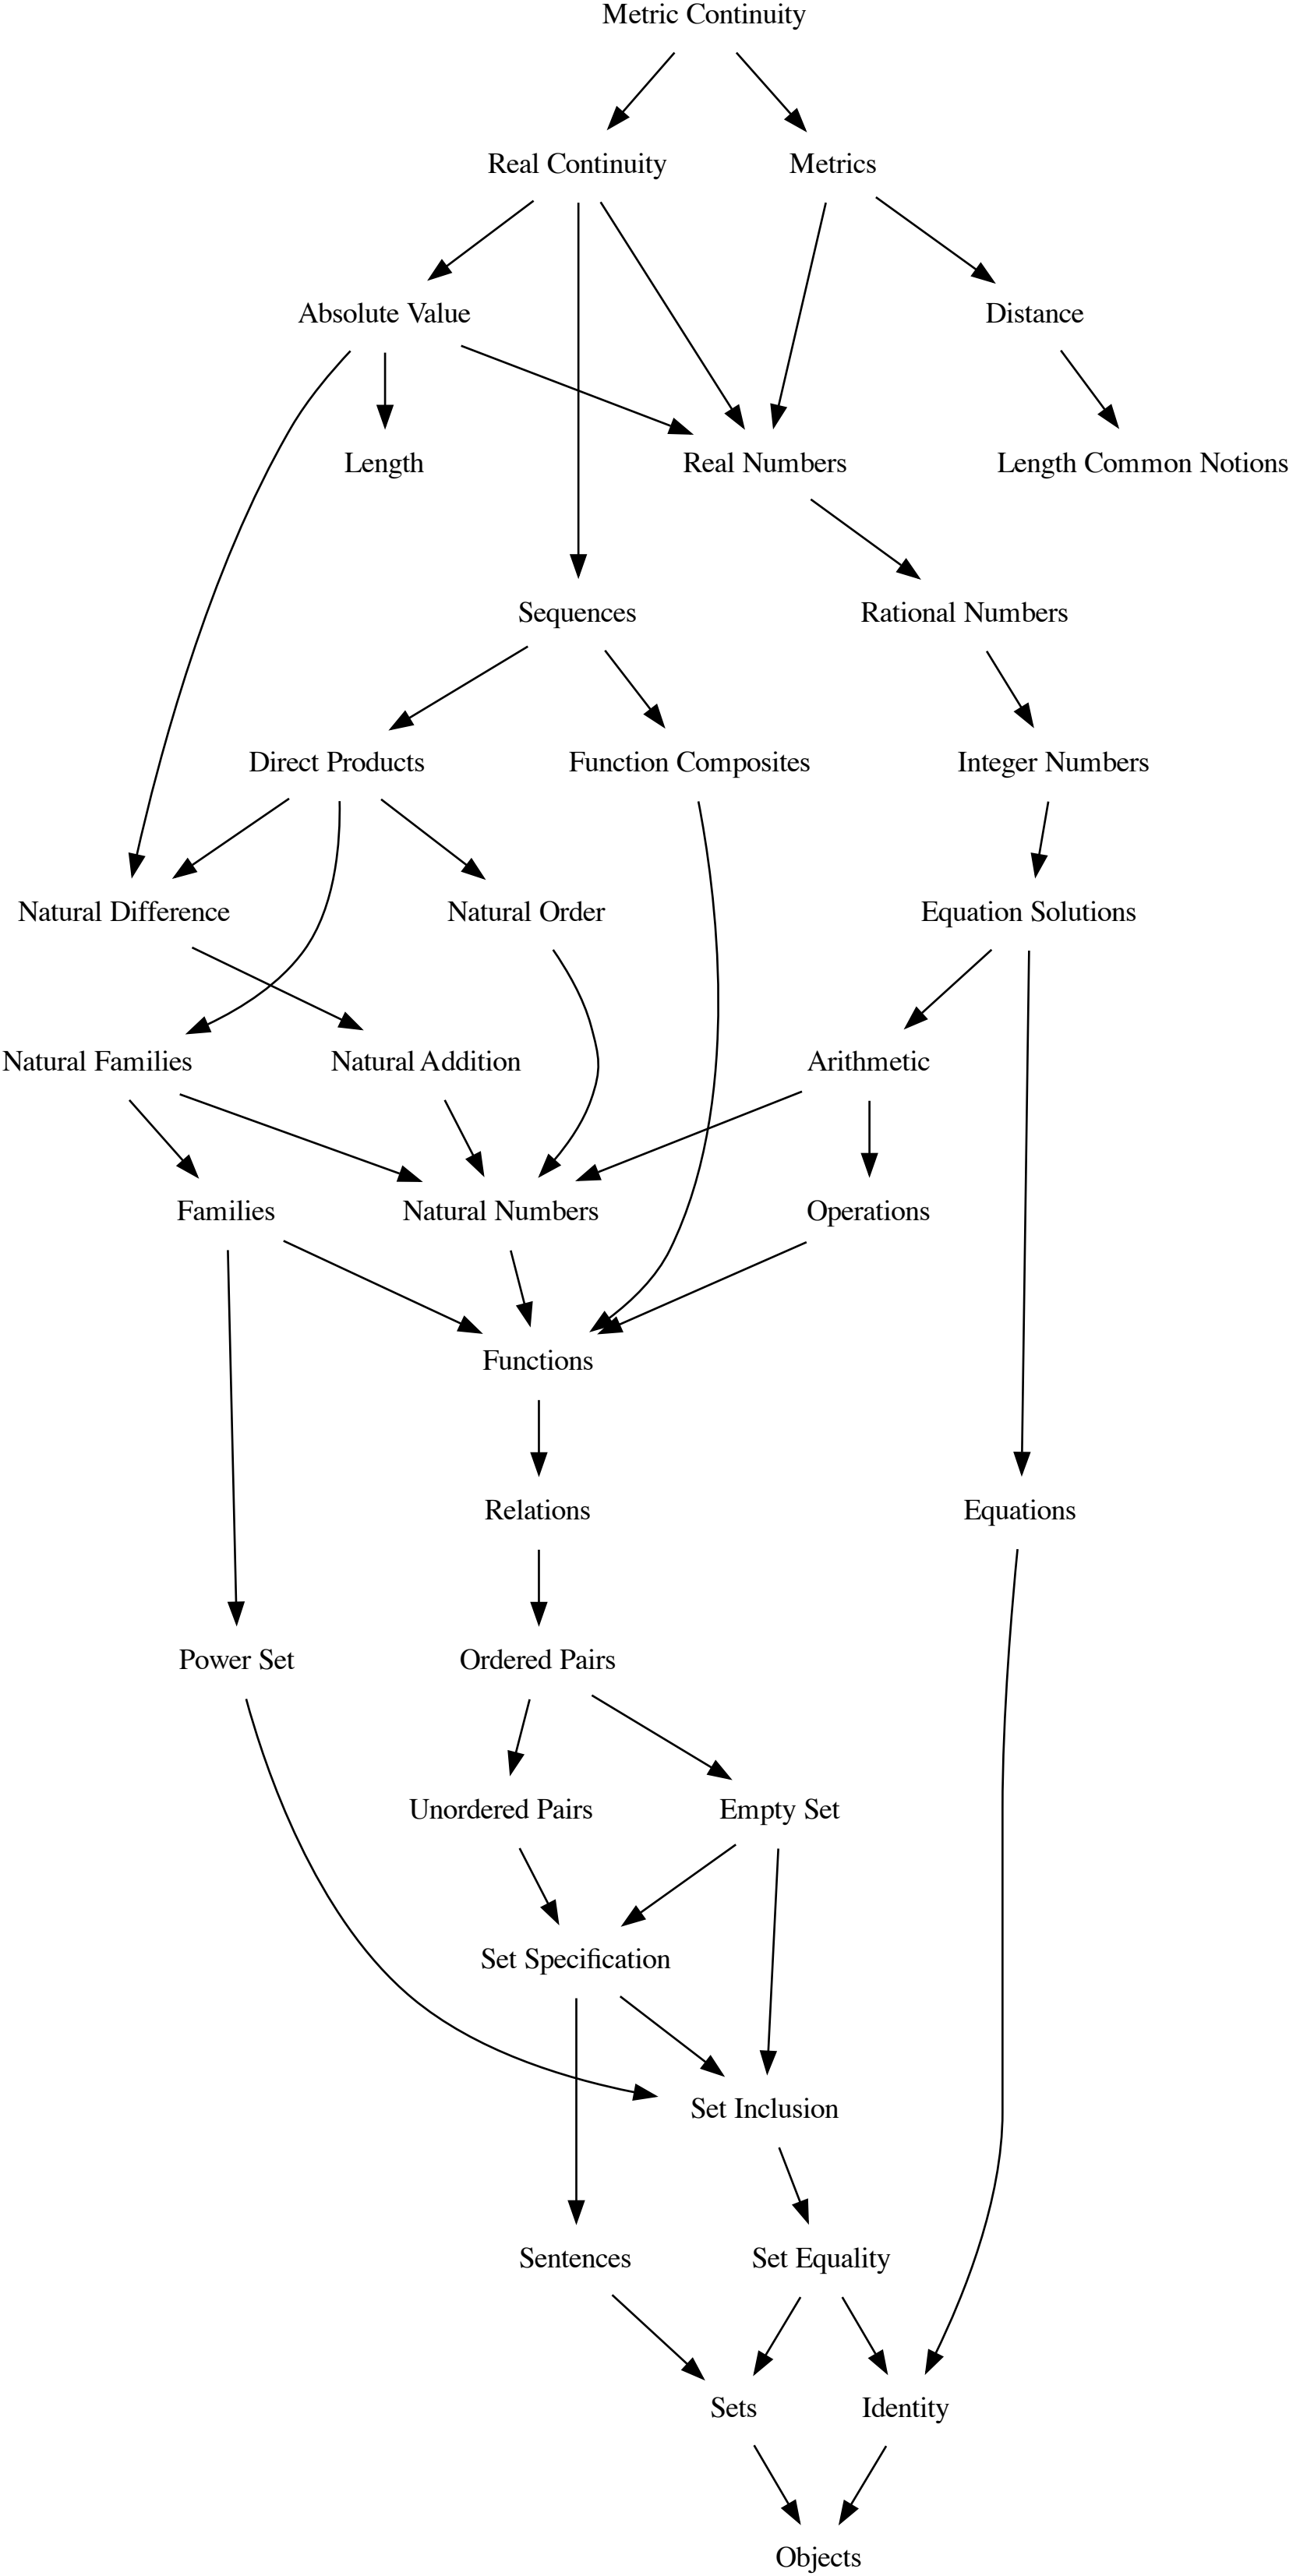 Metric Continuity
Real Continuity
Metrics
Absolute Value
Distance
Length
Real Numbers
Length Common Notions
Sequences
Rational Numbers
Direct Products
Function Composites
Integer Numbers
Natural Difference
Natural Order
Equation Solutions
Natural Families
Natural Addition
Arithmetic
Families
Natural Numbers
Operations
Functions
Relations
Equations
Power Set
Ordered Pairs
Unordered Pairs
Empty Set
Set Specification
Set Inclusion
Sentences
Set Equality
Sets
Identity
Objects